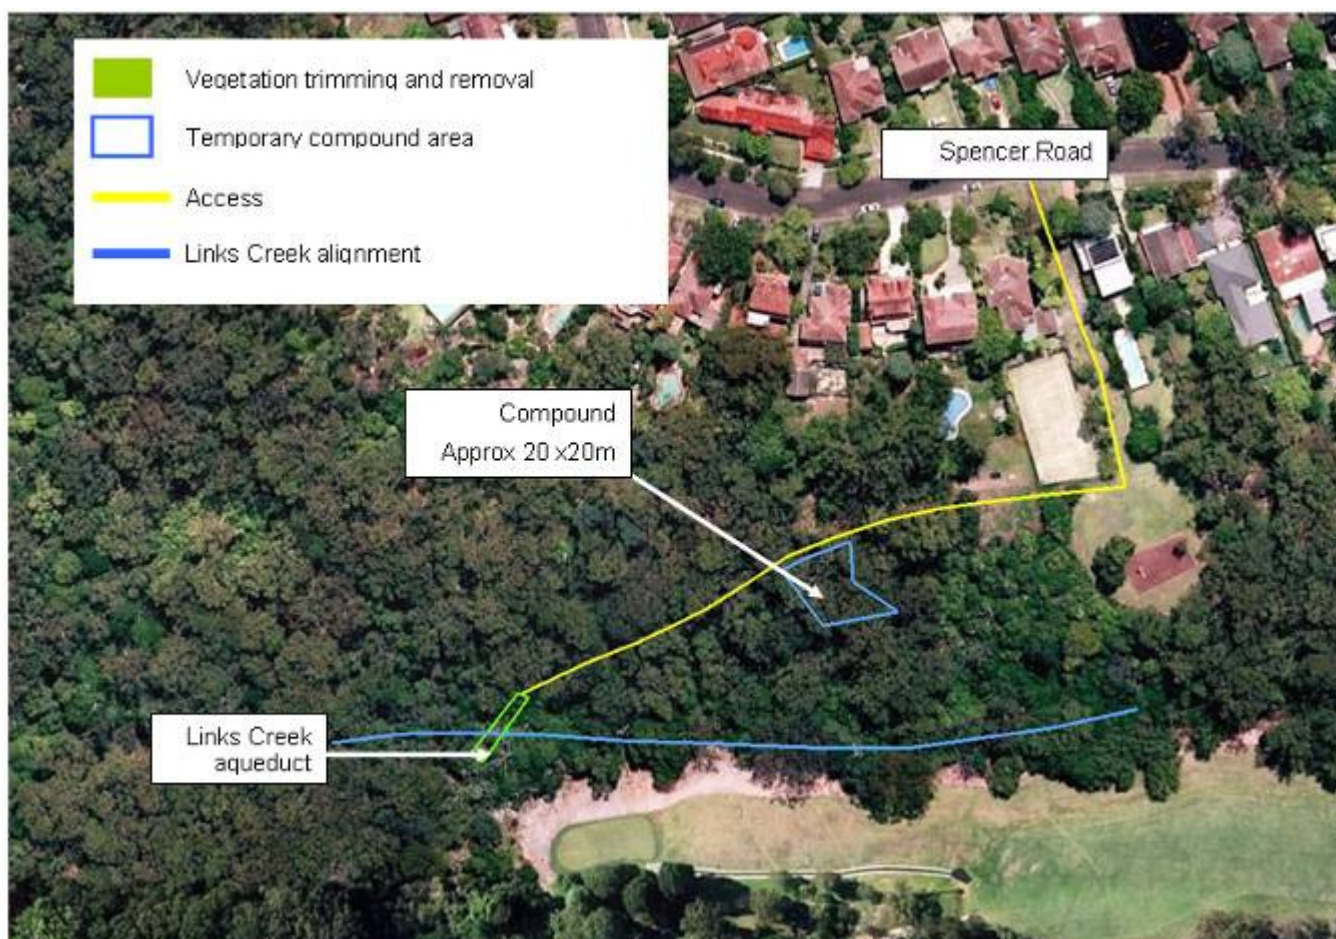 Vegetation trimming and removal
Temporary compound area
Access
Links Creek alignment
Spencer Road
Compound
Approx 20 x20m
Links Creek
aqueduct